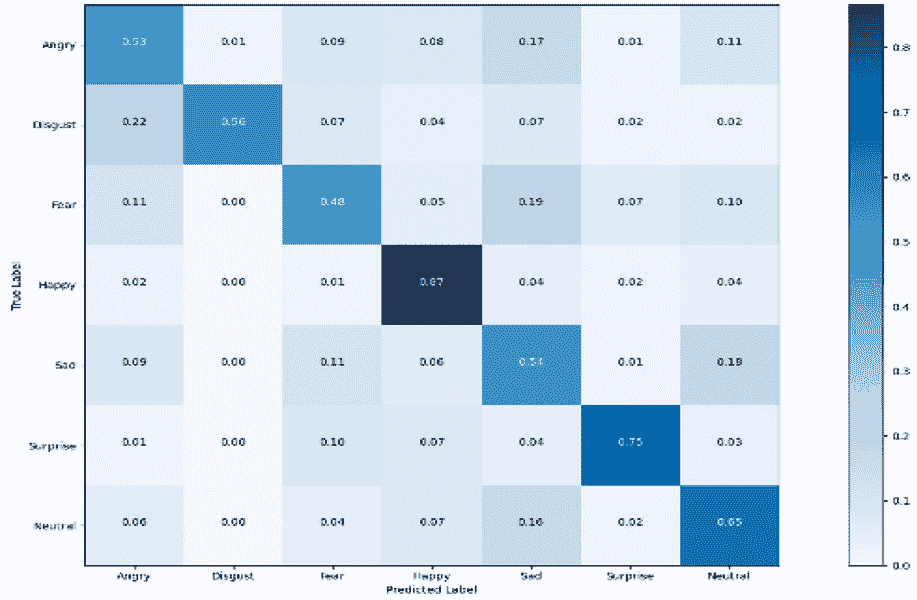 Angry 0.53 0.01 0.09 0.08 0.17 0.01 0.11
Disgust 0.22 0.56 0.07 0.04 0.07 0.02 0.02
Fear 0.11 0.00 0.48 0.05 0.19 0.07 0.10
Happy 0.02 0.00 0.01 0.87 0.04 0.02 0.04
Sad 0.09 0.00 0.11 0.06 0.54 0.01 0.18
Surprise 0.01 0.00 0.10 0.07 0.04 0.75 0.03
Neutral 0.06 0.00 0.04 0.07 0.16 0.02 0.65
Angry Disgust Fear Happy Sad Surprise Neutral
Predicted Label
True Label
0.8
0.7
0.6
0.5
0.4
0.3
0.2
0.1
0.0